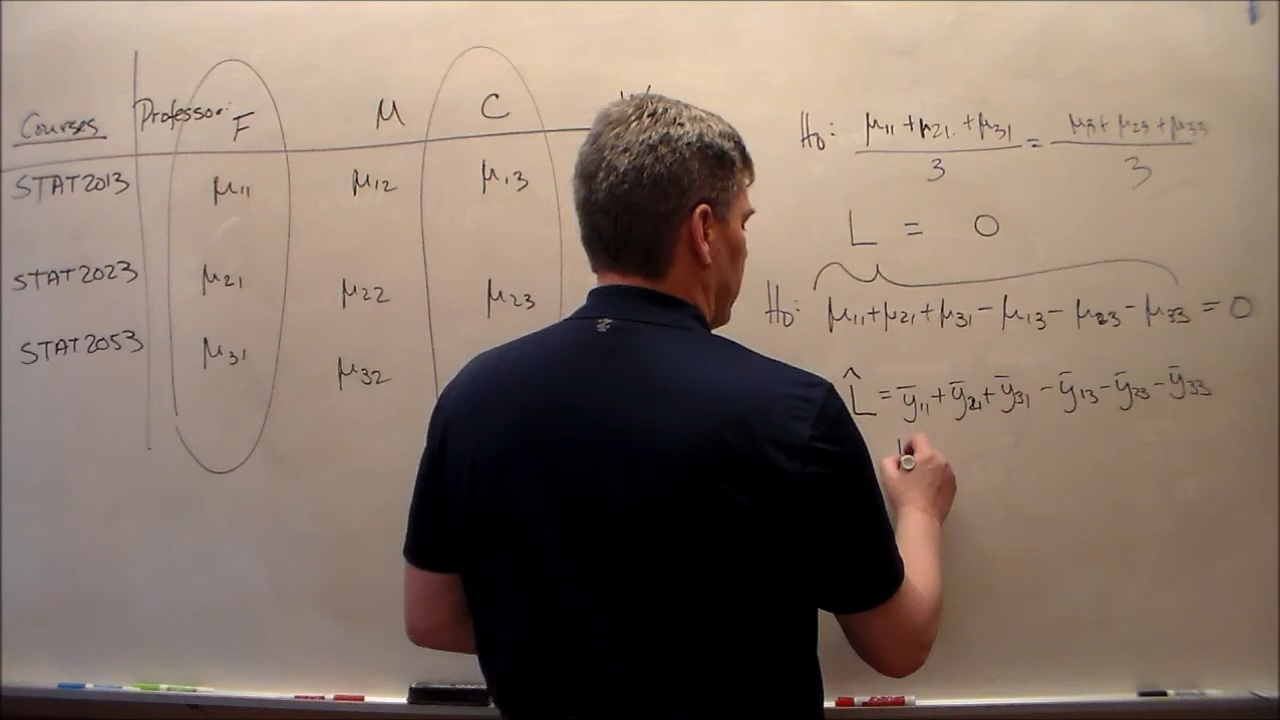 Courses Professor: F M C
STAT2013 μ11 μ12 μ13
STAT2023 μ21 μ22 μ23
STAT2053 μ31 μ32
H0: μ11 + μ21 + μ31 / 3 = μ13 + μ23 + μ33 / 3
L = 0
H0: μ11 + μ21 + μ31 − μ13 − μ23 − μ33 = 0
L̂ = ȳ11 + ȳ21 + ȳ31 − ȳ13 − ȳ23 − ȳ33